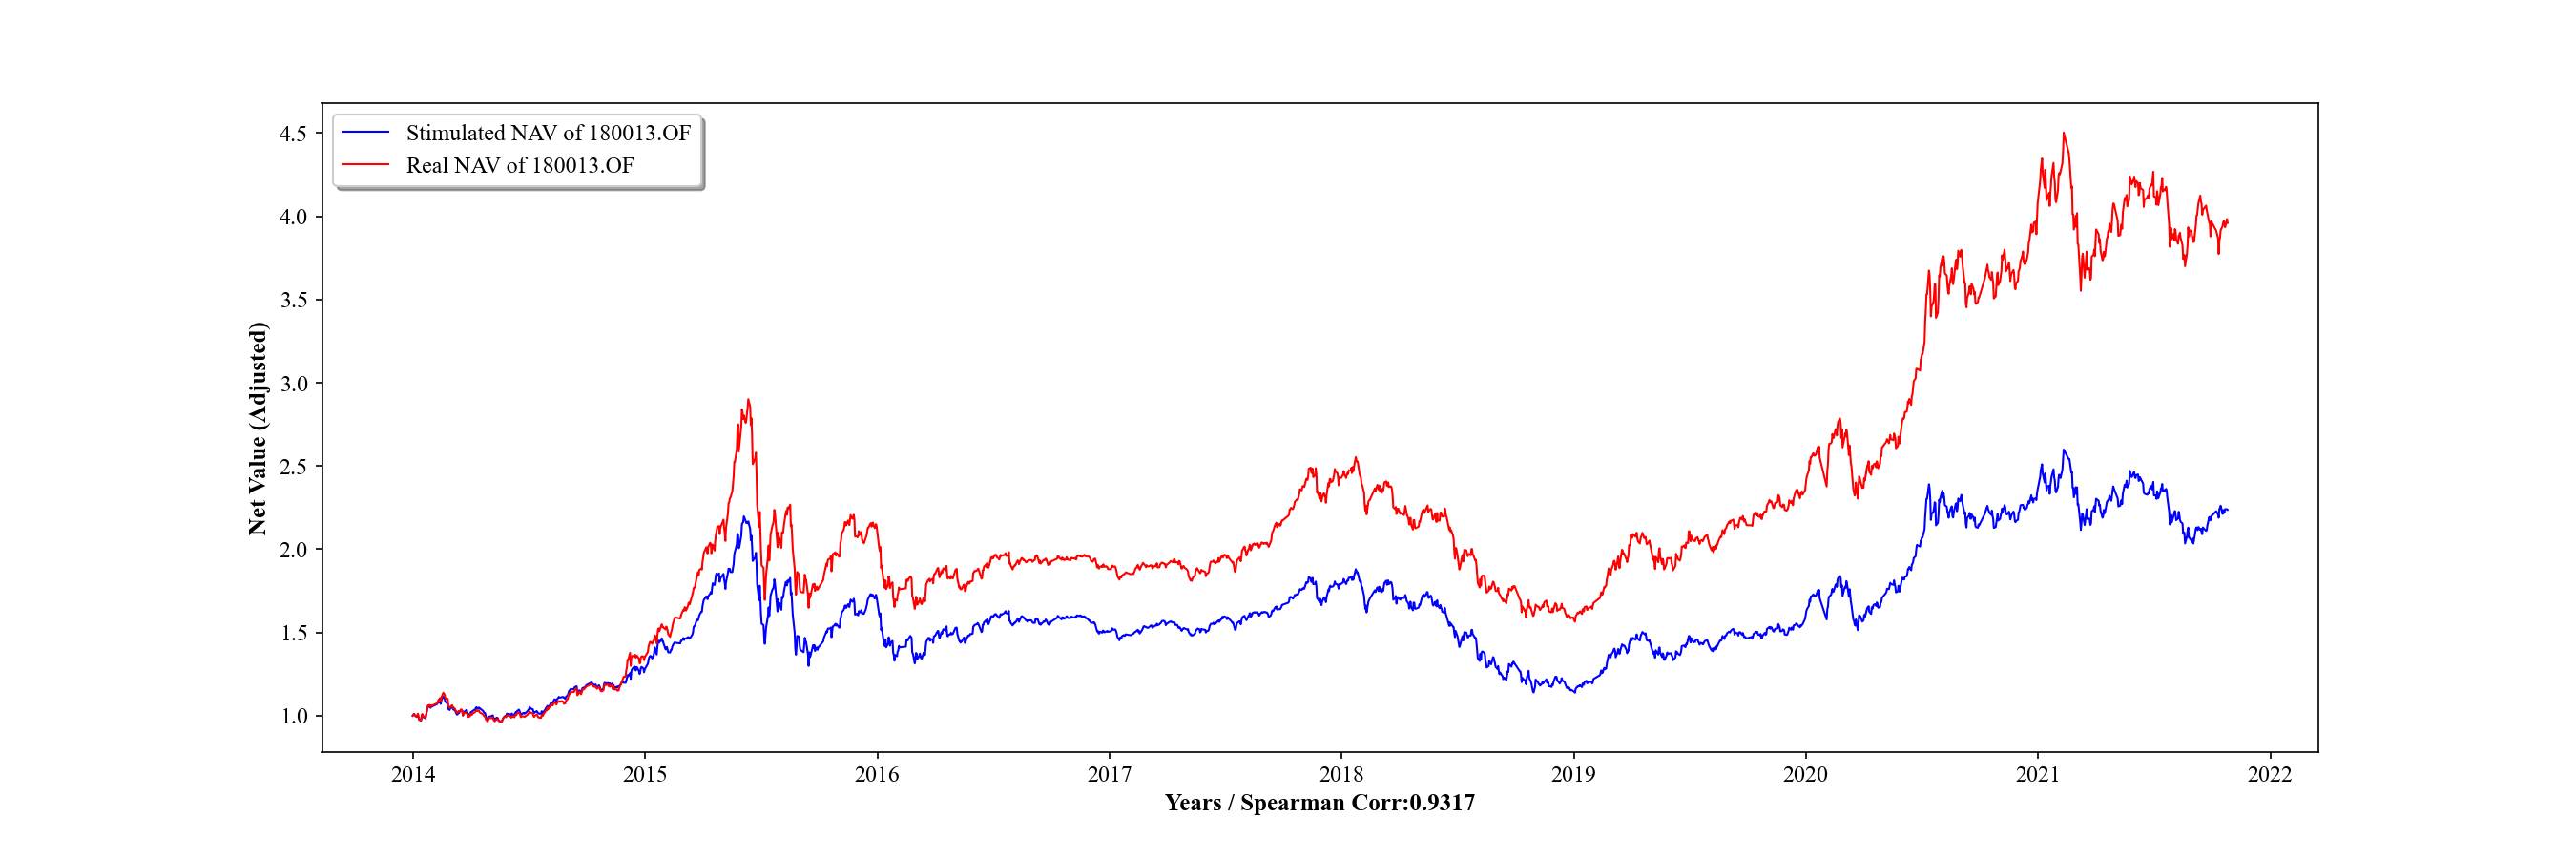 Stimulated NAV of 180013.OF
Real NAV of 180013.OF
4.5
4.0
3.5
3.0
2.5
2.0
1.5
1.0
Net Value (Adjusted)
2014 2015 2016 2017 2018 2019 2020 2021 2022
Years / Spearman Corr:0.9317